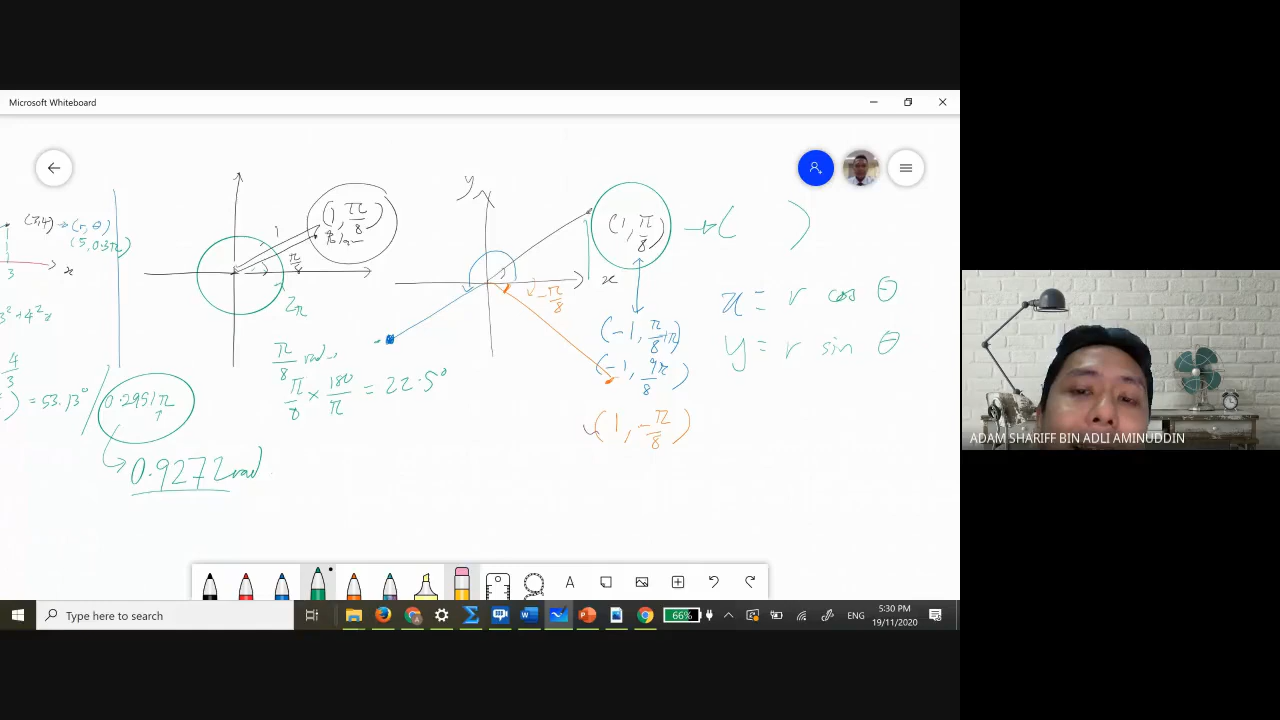 Microsoft Whiteboard
(3,4) → (r, θ)
(5, 0.3π)
3
x
3² + 4² =
4
3
) = 53.13° /
0.2951π
0.9272 rad
1
(1, π/8)
π/8
2π
π/8 rad
π/8 × 180/π = 22.5°
y
x
(1, π/8)
→ ( )
-π/8
(-1, π/8 + π)
(-1, 9π/8)
(1, -π/8)
x = r cos θ
y = r sin θ
ADAM SHARIFF BIN ADLI AMINUDDIN
A
Type here to search
66%
ENG
5:30 PM
19/11/2020